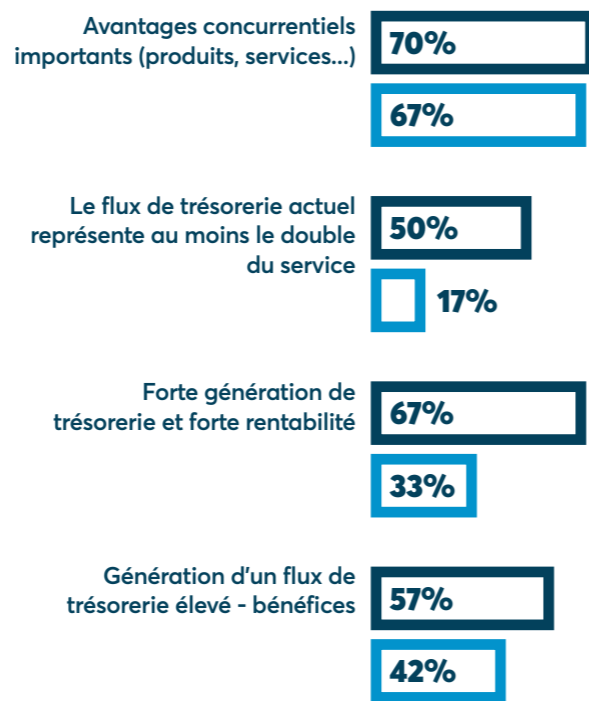 Avantages concurrentiels
importants (produits, services...)
70%
67%
Le flux de trésorerie actuel
représente au moins le double
du service
50%
17%
Forte génération de
trésorerie et forte rentabilité
67%
33%
Génération d'un flux de
trésorerie élevé - bénéfices
57%
42%